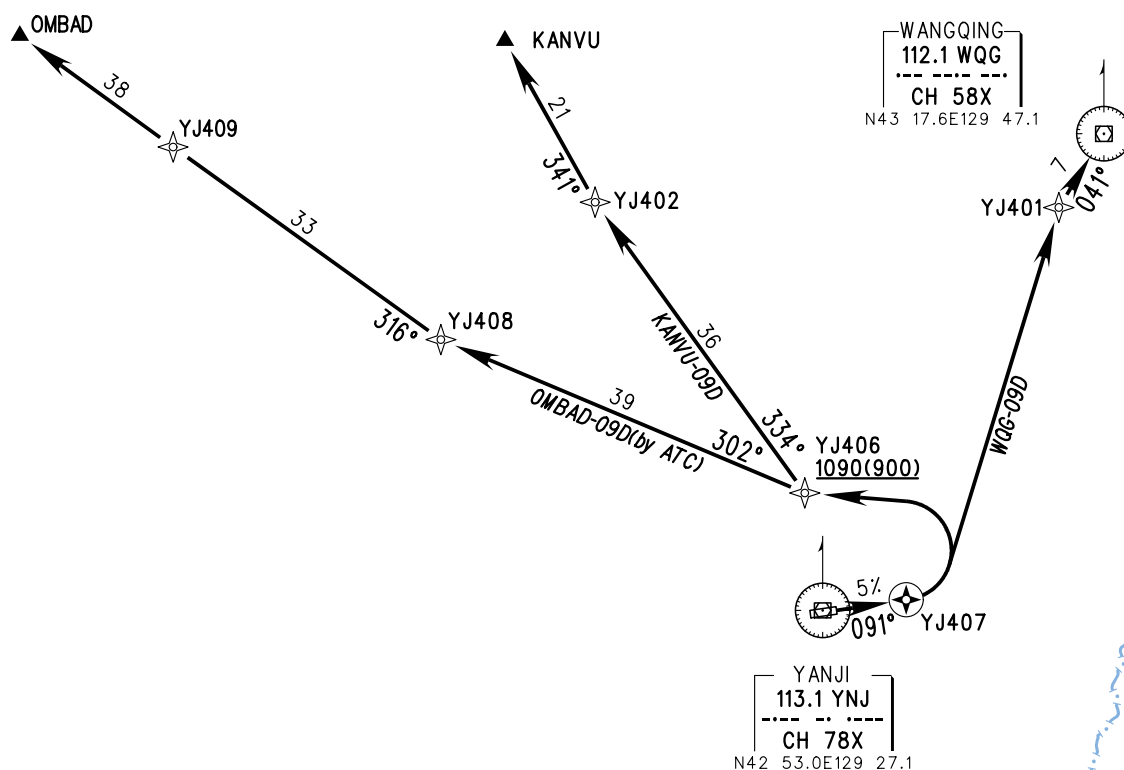 OMBAD
KANVU
WANGQING
112.1 WQG
CH 58X
N43 17.6E129 47.1
38
YJ409
21
341°
YJ402
7
041°
YJ401
33
316°
YJ408
36
KANVU-09D
334°
39
OMBAD-09D(by ATC)
302°
WQG-09D
YJ406
1090(900)
5%
091°
YJ407
YANJI
113.1 YNJ
CH 78X
N42 53.0E129 27.1